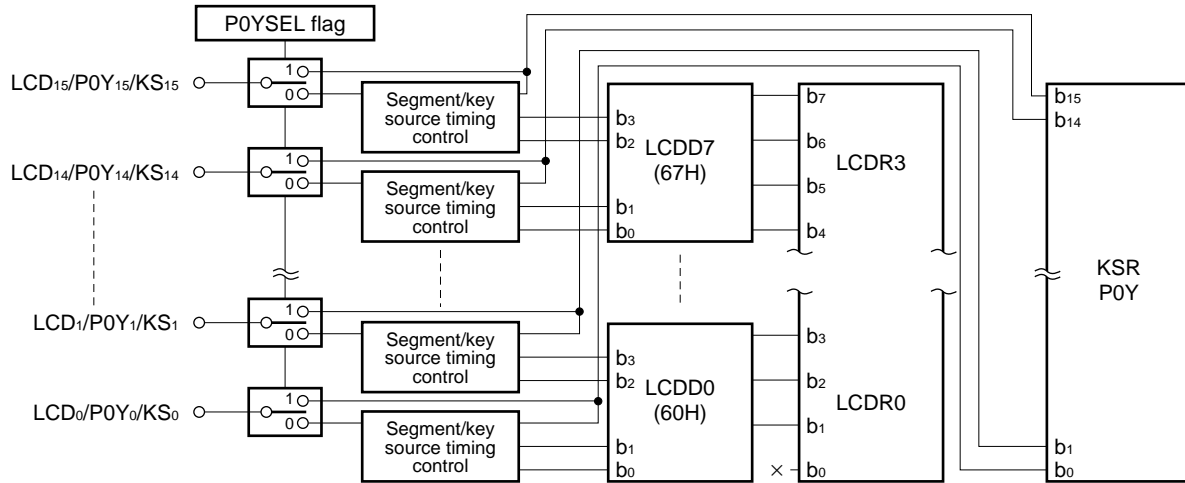 P0YSEL flag
LCD₁₅/P0Y₁₅/KS₁₅
1
0
Segment/key
source timing
control
b₃
b₂
LCDD7
(67H)
b₇
b₆
LCDR3
b₁₅
b₁₄
LCD₁₄/P0Y₁₄/KS₁₄
1
0
Segment/key
source timing
control
b₁
b₀
b₅
b₄
KSR
P0Y
LCD₁/P0Y₁/KS₁
1
0
Segment/key
source timing
control
b₃
b₂
LCDD0
(60H)
b₃
b₂
LCDR0
LCD₀/P0Y₀/KS₀
1
0
Segment/key
source timing
control
b₁
b₀
b₁
×
b₀
b₁
b₀